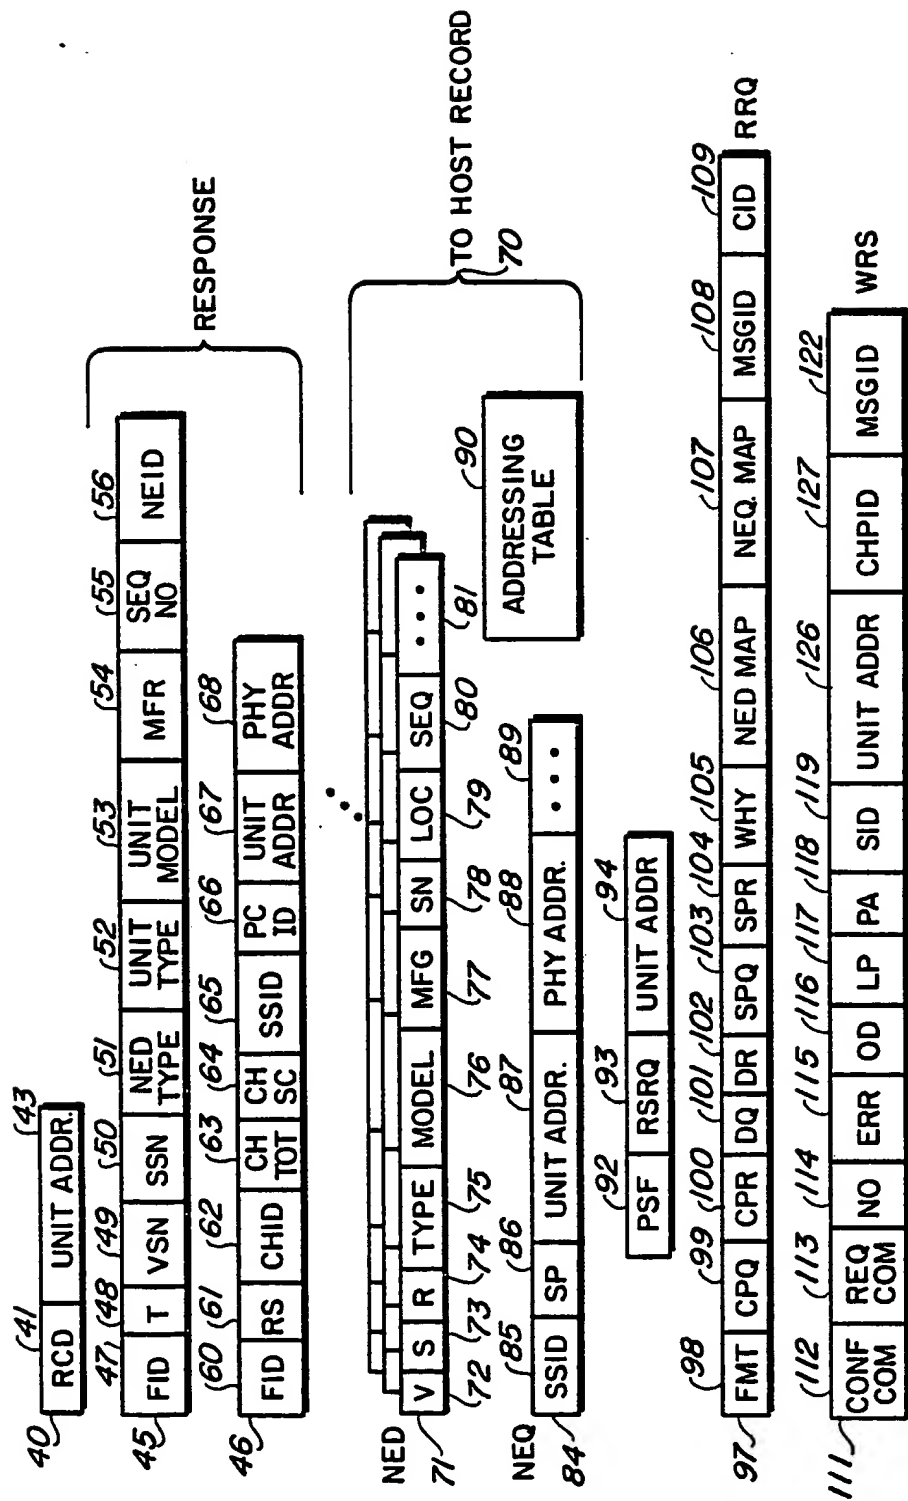 41 43
RCD UNIT ADDR.
40
47 48 49 50 51 52 53 54 55 56
FID T VSN SSN NED TYPE UNIT TYPE UNIT MODEL MFR SEQ NO NEID
45
RESPONSE
60 61 62 63 64 65 66 67 68
FID RS CHID CH TOT CH SC SSID PC ID UNIT ADDR PHY ADDR
46
NED
V S R TYPE MODEL MFG SN LOC SEQ ...
71 72 73 74 75 76 77 78 79 80 81
TO HOST RECORD
70
90
ADDRESSING
TABLE
NEQ
85 86 87 88 89
SSID SP UNIT ADDR. PHY ADDR. ...
84
92 93 94
PSF RSRQ UNIT ADDR
98 99 100 101 102 103 104 105 106 107 108 109
FMT CPQ CPR DQ DR SPQ SPR WHY NED MAP NEQ. MAP MSGID CID RRQ
97
112 113 114 115 116 117 118 119 126 127 122
CONF COM REQ COM NO ERR OD LP PA SID UNIT ADDR CHPID MSGID WRS
111